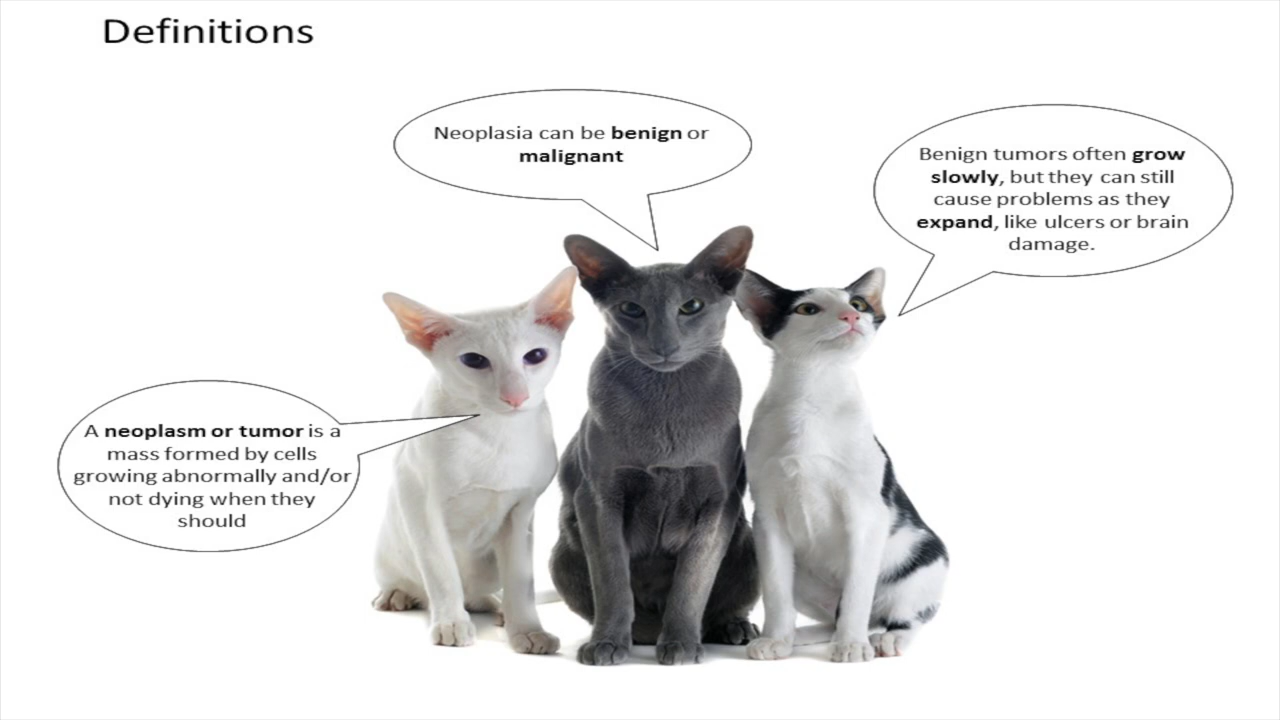 Definitions
Neoplasia can be benign or
malignant
Benign tumors often grow
slowly, but they can still
cause problems as they
expand, like ulcers or brain
damage.
A neoplasm or tumor is a
mass formed by cells
growing abnormally and/or
not dying when they
should